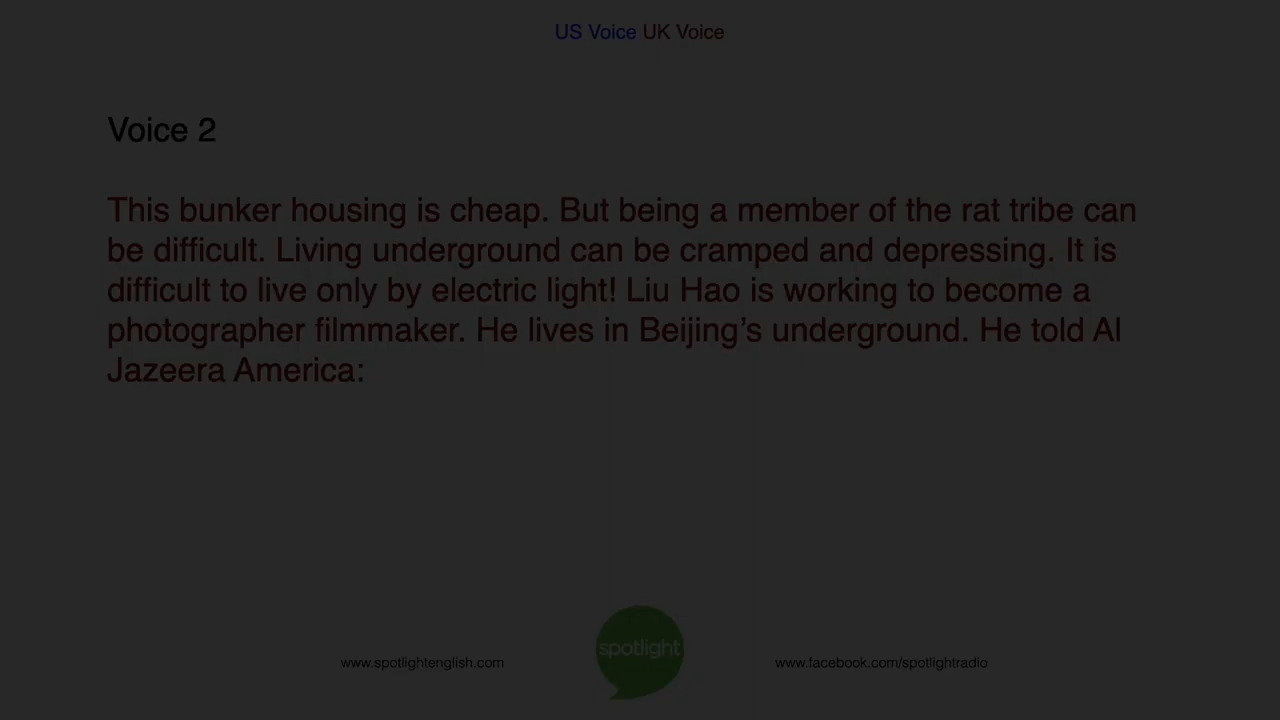 US Voice UK Voice
Voice 2
This bunker housing is cheap. But being a member of the rat tribe can
be difficult. Living underground can be cramped and depressing. It is
difficult to live only by electric light! Liu Hao is working to become a
photographer filmmaker. He lives in Beijing’s underground. He told Al
Jazeera America:
spotlight
www.spotlightenglish.com
www.facebook.com/spotlightradio